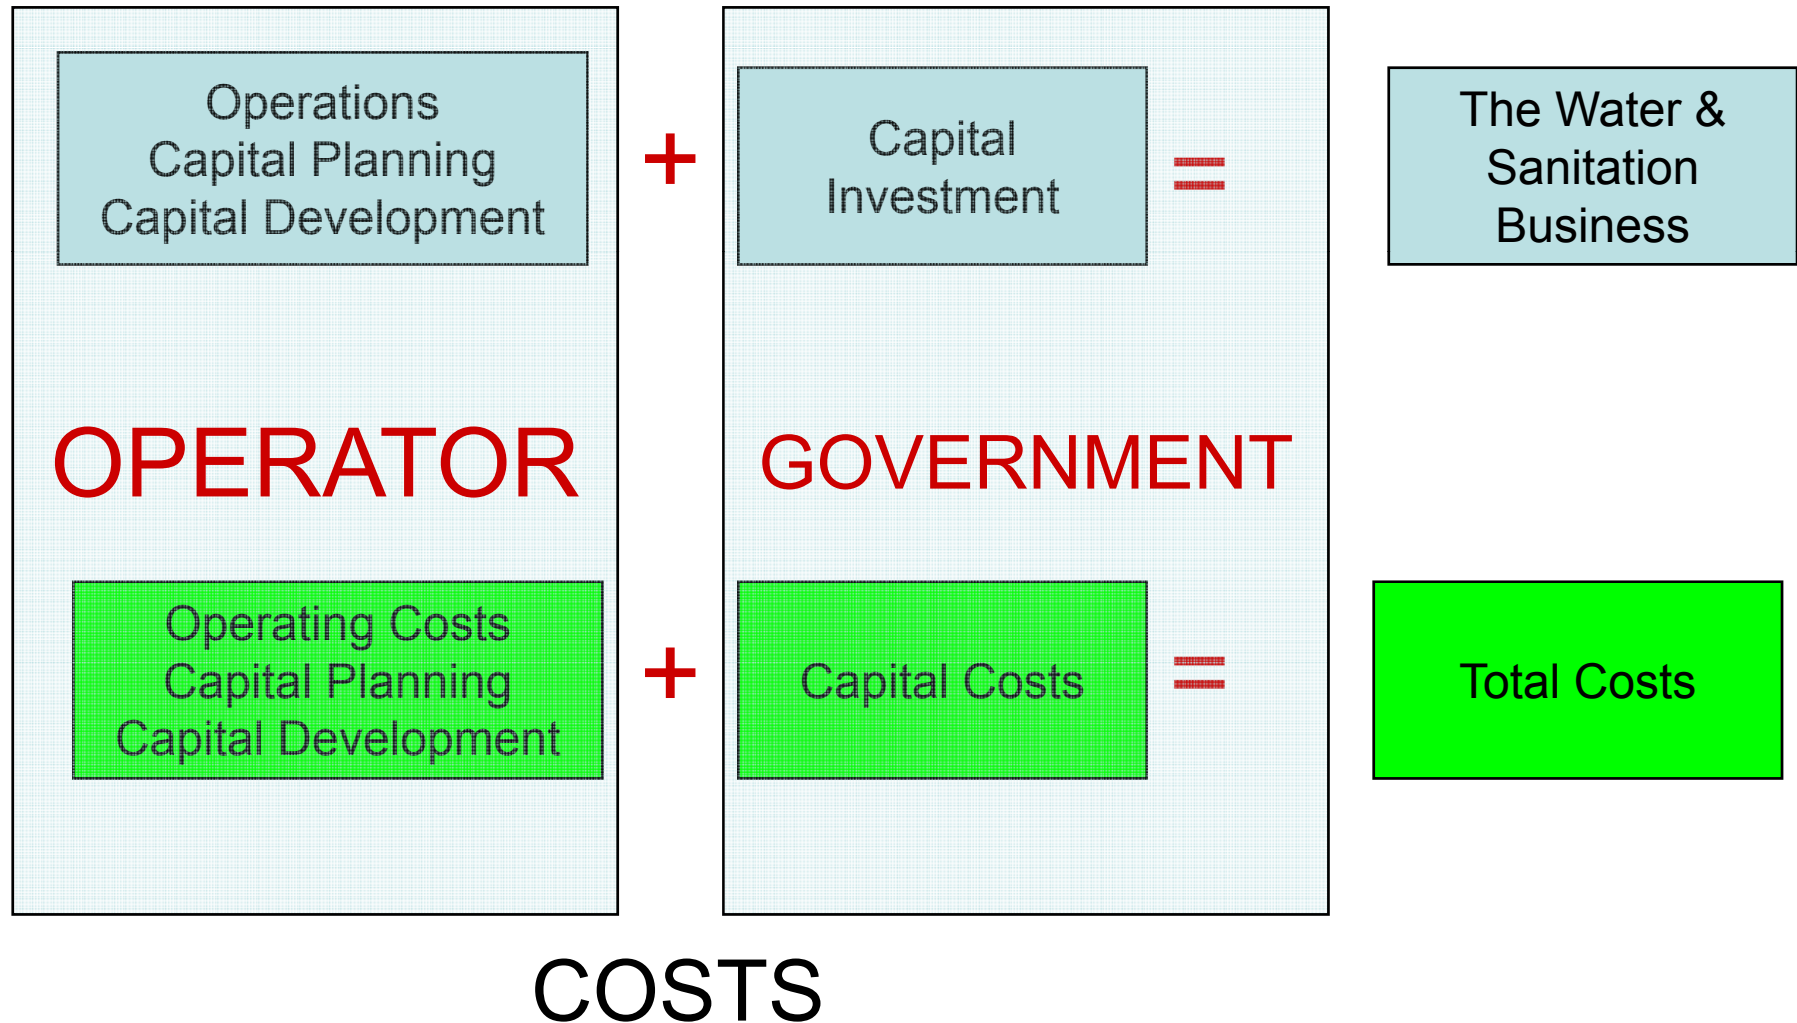 Operations
Capital Planning
Capital Development
+
Capital
Investment
=
The Water &
Sanitation
Business
OPERATOR
GOVERNMENT
Operating Costs
Capital Planning
Capital Development
+
Capital Costs
=
Total Costs
COSTS